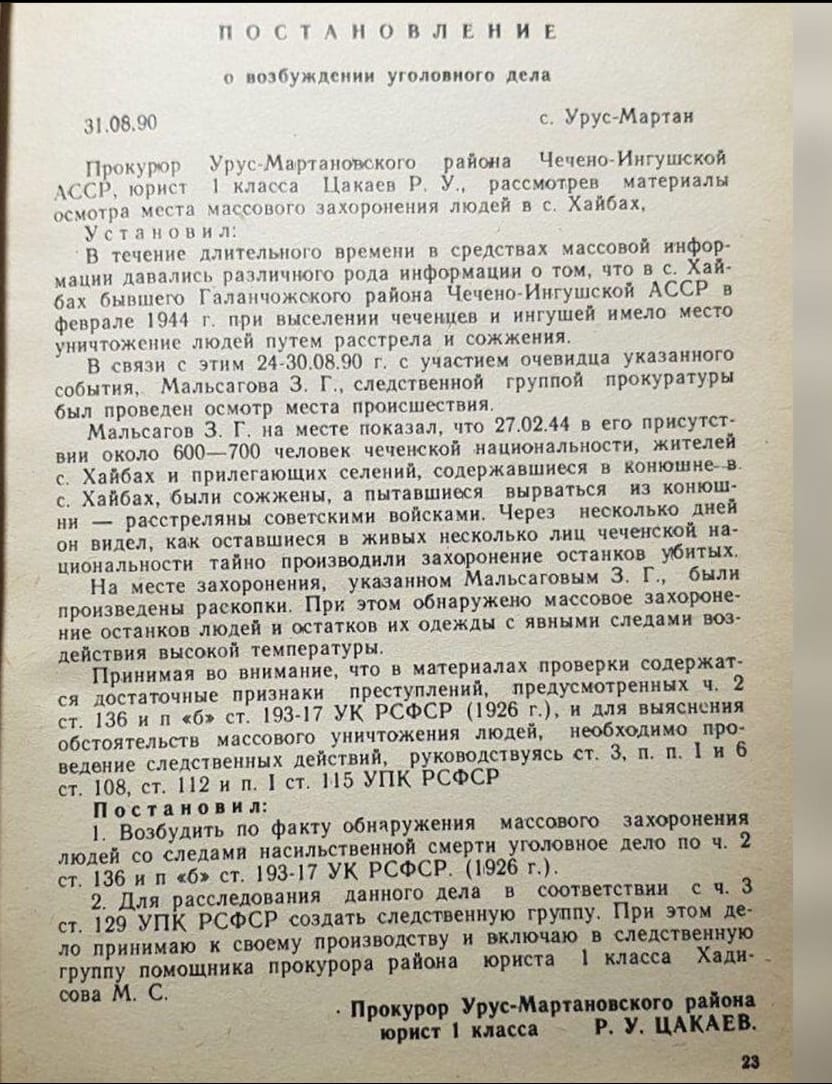 ПОСТАНОВЛЕНИЕ
о возбуждении уголовного дела
31.08.90 с. Урус-Мартан
Прокурор Урус-Мартановского района Чечено-Ингушской
АССР, юрист 1 класса Цакаев Р. У., рассмотрев материалы
осмотра места массового захоронения людей в с. Хайбах,
Установил:
В течение длительного времени в средствах массовой инфор-
мации давались различного рода информации о том, что в с. Хай-
бах бывшего Галанчожского района Чечено-Ингушской АССР в
феврале 1944 г. при выселении чеченцев и ингушей имело место
уничтожение людей путем расстрела и сожжения.
В связи с этим 24-30.08.90 г. с участием очевидца указанного
события, Мальсагова З. Г., следственной группой прокуратуры
был проведен осмотр места происшествия.
Мальсагов З. Г. на месте показал, что 27.02.44 в его присутст-
вии около 600—700 человек чеченской национальности, жителей
с. Хайбах и прилегающих селений, содержавшиеся в конюшне в
с. Хайбах, были сожжены, а пытавшиеся вырваться из конюш-
ни — расстреляны советскими войсками. Через несколько дней
он видел, как оставшиеся в живых несколько лиц чеченской на-
циональности тайно производили захоронение останков убитых.
На месте захоронения, указанном Мальсаговым З. Г., были
произведены раскопки. При этом обнаружено массовое захороне-
ние останков людей и остатков их одежды с явными следами воз-
действия высокой температуры.
Принимая во внимание, что в материалах проверки содержат-
ся достаточные признаки преступлений, предусмотренных ч. 2
ст. 136 и п «б» ст. 193-17 УК РСФСР (1926 г.), и для выяснения
обстоятельств массового уничтожения людей, необходимо про-
ведение следственных действий, руководствуясь ст. 3, п. п. I и 6
ст. 108, ст. 112 и п. I ст. 115 УПК РСФСР
Постановил:
1. Возбудить по факту обнаружения массового захоронения
людей со следами насильственной смерти уголовное дело по ч. 2
ст. 136 и п «б» ст. 193-17 УК РСФСР. (1926 г.).
2. Для расследования данного дела в соответствии с ч. 3
ст. 129 УПК РСФСР создать следственную группу. При этом де-
ло принимаю к своему производству и включаю в следственную
группу помощника прокурора района юриста 1 класса Хади-
сова М. С.
Прокурор Урус-Мартановского района
юрист 1 класса Р. У. ЦАКАЕВ.
23